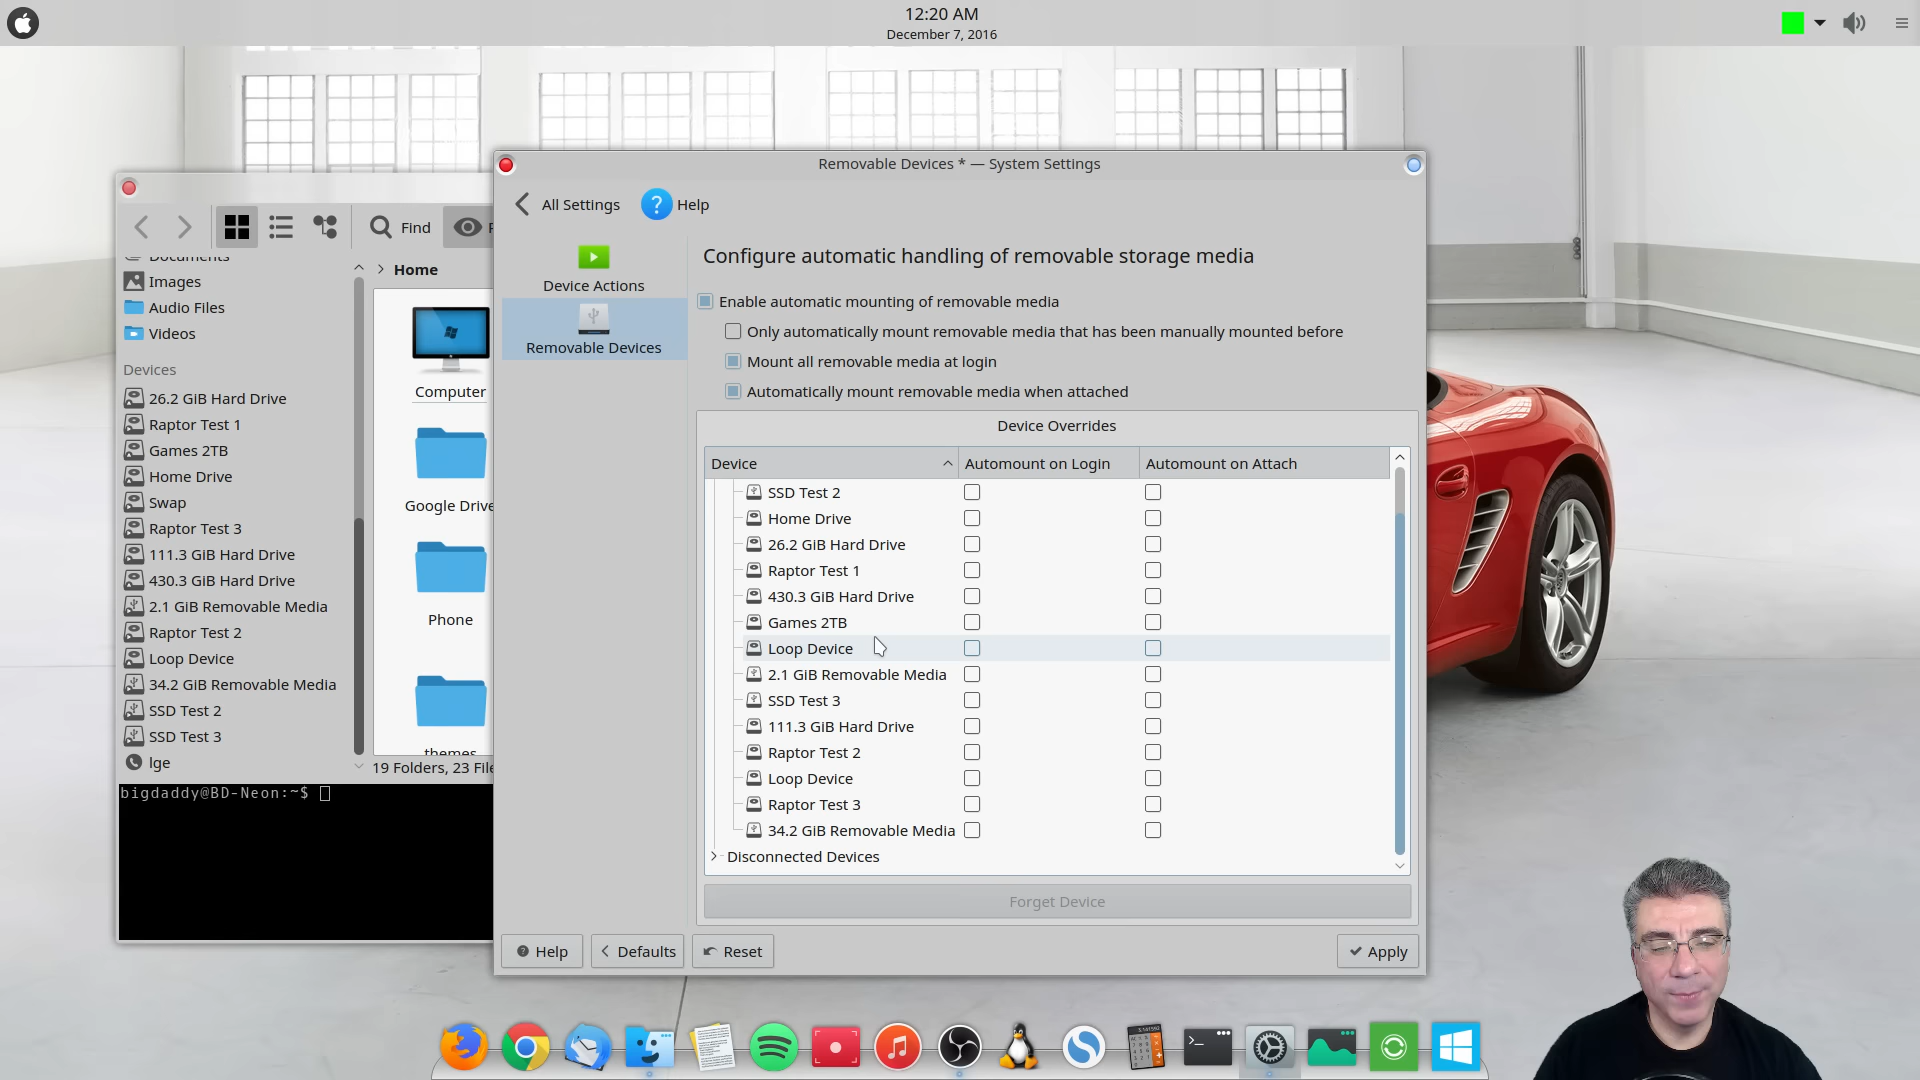 12:20 AM
December 7, 2016
Removable Devices * — System Settings
All Settings
Help
Find
Device Actions
Removable Devices
Documents
Images
Audio Files
Videos
Devices
26.2 GiB Hard Drive
Raptor Test 1
Games 2TB
Home Drive
Swap
Raptor Test 3
111.3 GiB Hard Drive
430.3 GiB Hard Drive
2.1 GiB Removable Media
Raptor Test 2
Loop Device
34.2 GiB Removable Media
SSD Test 2
SSD Test 3
lge
Home
Computer
Google Drive
Phone
themes
19 Folders, 23 File
bigdaddy@BD-Neon:~$
Configure automatic handling of removable storage media
Enable automatic mounting of removable media
Only automatically mount removable media that has been manually mounted before
Mount all removable media at login
Automatically mount removable media when attached
Device Overrides
Device Automount on Login Automount on Attach
SSD Test 2
Home Drive
26.2 GiB Hard Drive
Raptor Test 1
430.3 GiB Hard Drive
Games 2TB
Loop Device
2.1 GiB Removable Media
SSD Test 3
111.3 GiB Hard Drive
Raptor Test 2
Loop Device
Raptor Test 3
34.2 GiB Removable Media
Disconnected Devices
Forget Device
Help
Defaults
Reset
Apply